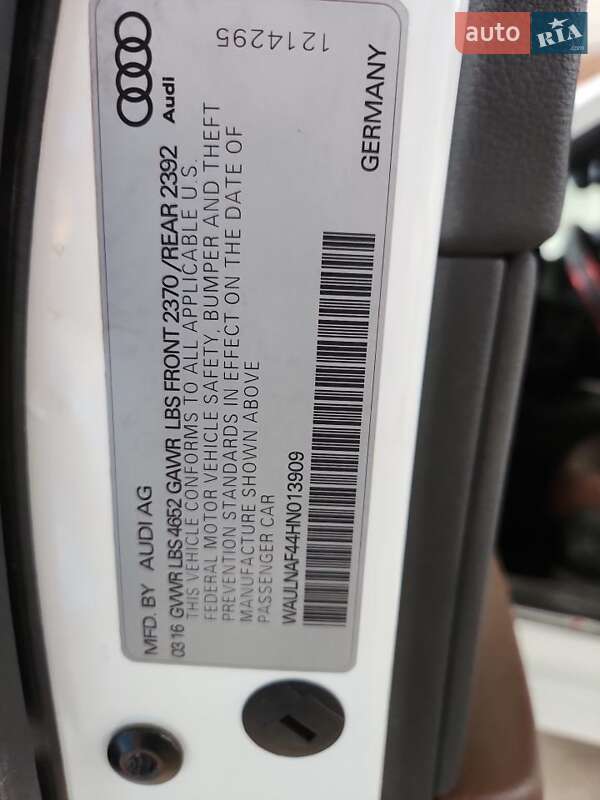 MFD. BY AUDI AG
03 16 GVWR LBS 4652 GAWR LBS FRONT 2370 /REAR 2392
THIS VEHICLE CONFORMS TO ALL APPLICABLE U.S.
FEDERAL MOTOR VEHICLE SAFETY, BUMPER AND THEFT
PREVENTION STANDARDS IN EFFECT ON THE DATE OF
MANUFACTURE SHOWN ABOVE
PASSENGER CAR
WAULNAF44HN013909
Audi
1214295
GERMANY
auto RIA.com